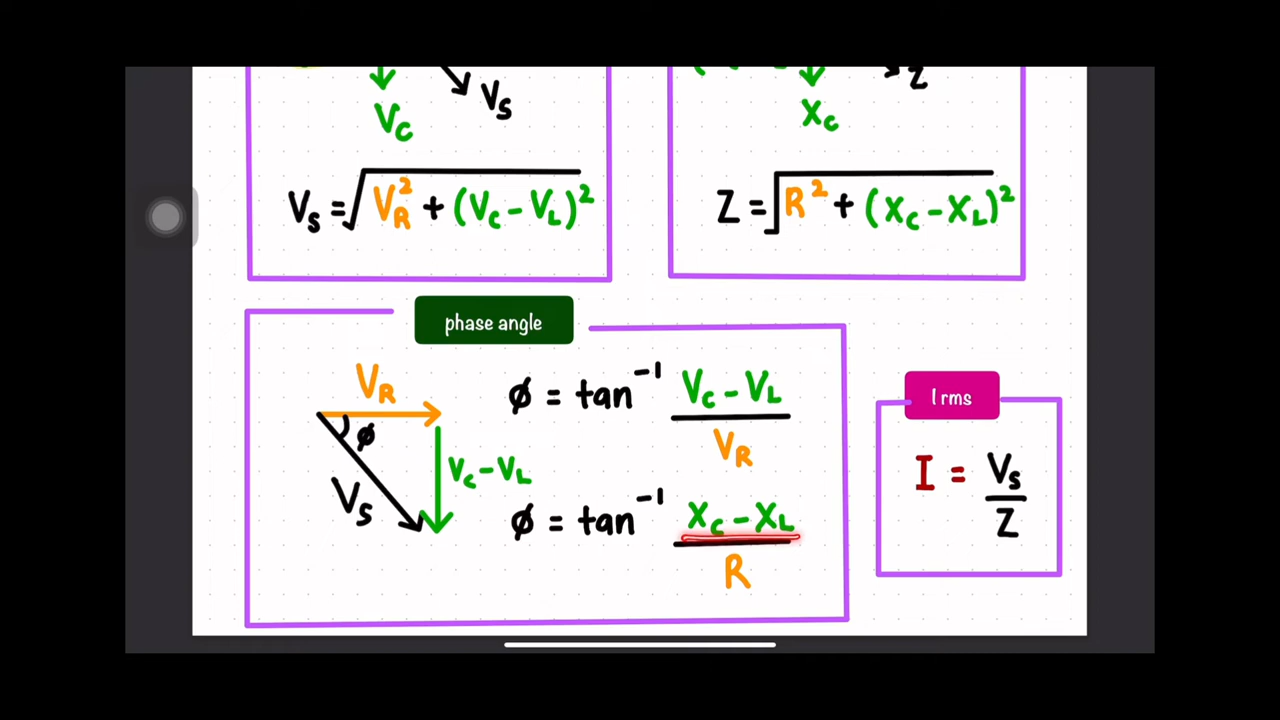 V_C
V_S
X_C
Z
V_S = √(V_R² + (V_C - V_L)²)
Z = √(R² + (X_C - X_L)²)
phase angle
V_R
φ
V_C - V_L
V_S
φ = tan⁻¹ (V_C - V_L) / V_R
φ = tan⁻¹ (X_C - X_L) / R
I rms
I = V_S / Z